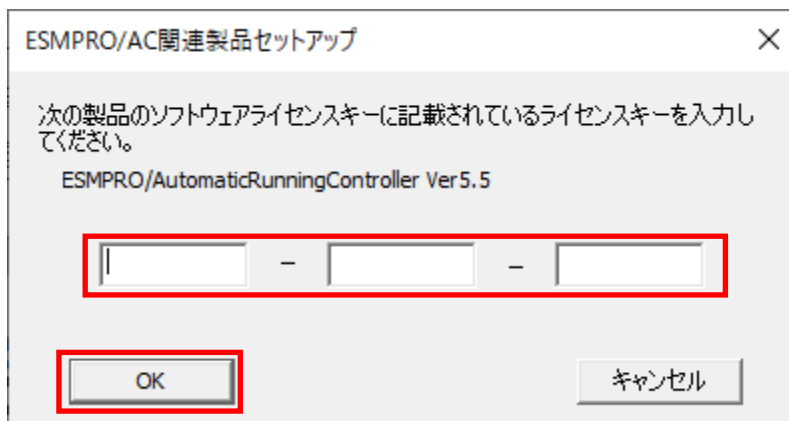 ESMPRO/AC関連製品セットアップ
次の製品のソフトウェアライセンスキーに記載されているライセンスキーを入力し
てください。
ESMPRO/AutomaticRunningController Ver5.5
– –
OK キャンセル